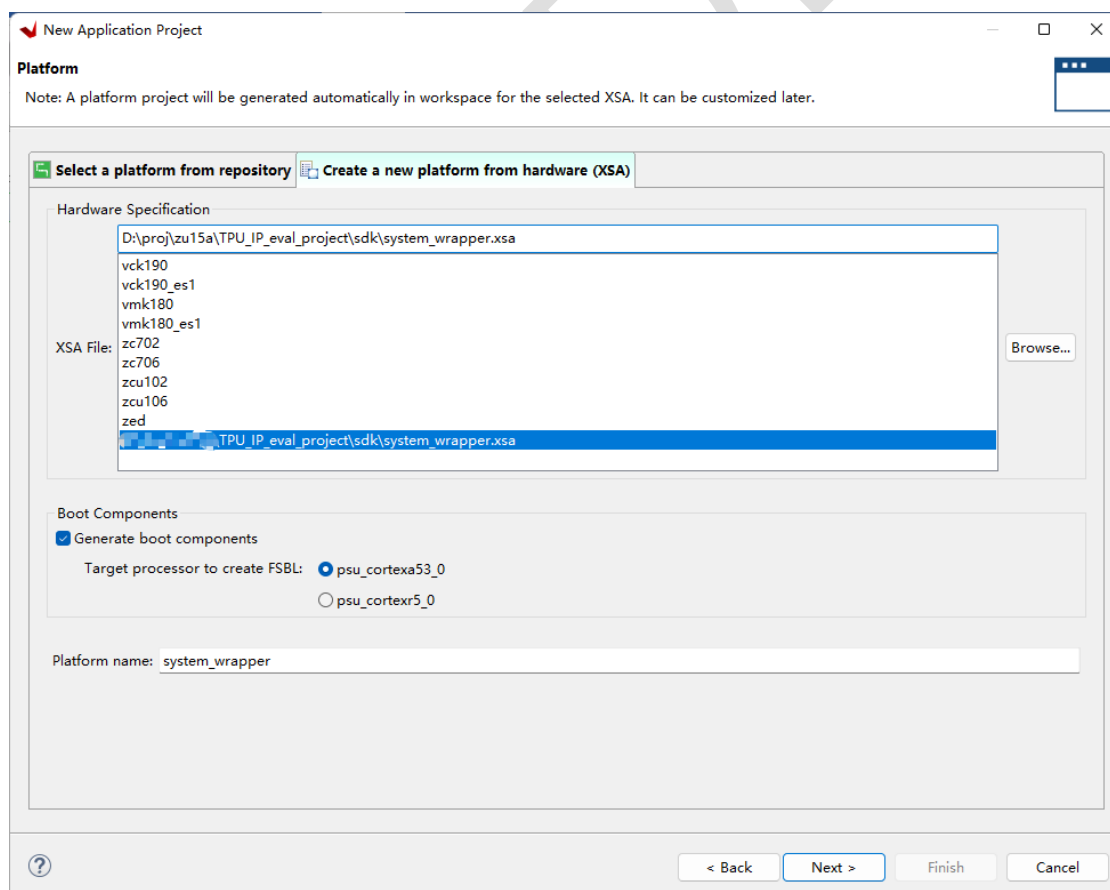 New Application Project
Platform
Note: A platform project will be generated automatically in workspace for the selected XSA. It can be customized later.
Select a platform from repository Create a new platform from hardware (XSA)
Hardware Specification
D:\proj\zu15a\TPU_IP_eval_project\sdk\system_wrapper.xsa
vck190
vck190_es1
vmk180
vmk180_es1
XSA File: zc702 Browse...
zc706
zcu102
zcu106
zed
\TPU_IP_eval_project\sdk\system_wrapper.xsa
Boot Components
Generate boot components
Target processor to create FSBL: psu_cortexa53_0
psu_cortexr5_0
Platform name: system_wrapper
? < Back Next > Finish Cancel